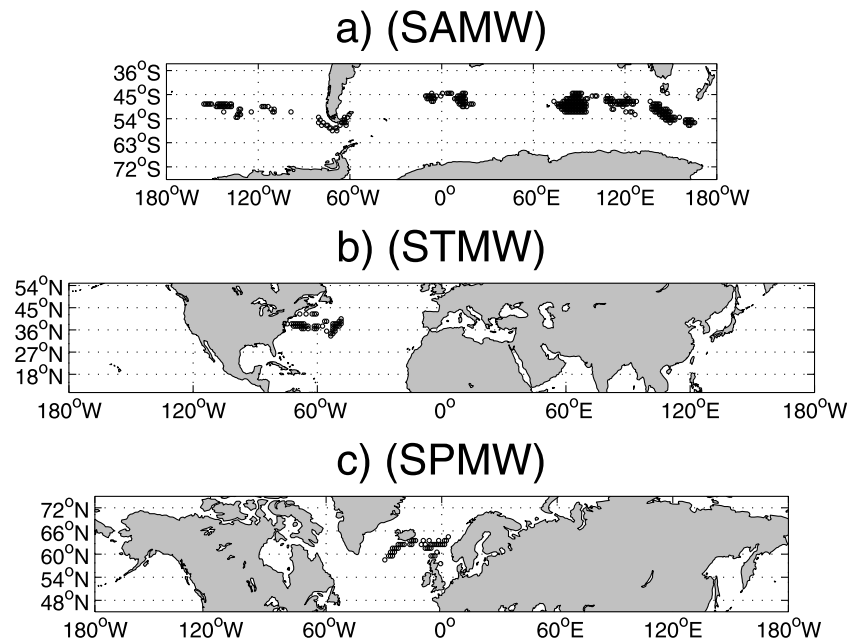 a) (SAMW)
36°S
45°S
54°S
63°S
72°S
180°W 120°W 60°W 0° 60°E 120°E 180°W
b) (STMW)
54°N
45°N
36°N
27°N
18°N
180°W 120°W 60°W 0° 60°E 120°E 180°W
c) (SPMW)
72°N
66°N
60°N
54°N
48°N
180°W 120°W 60°W 0° 60°E 120°E 180°W